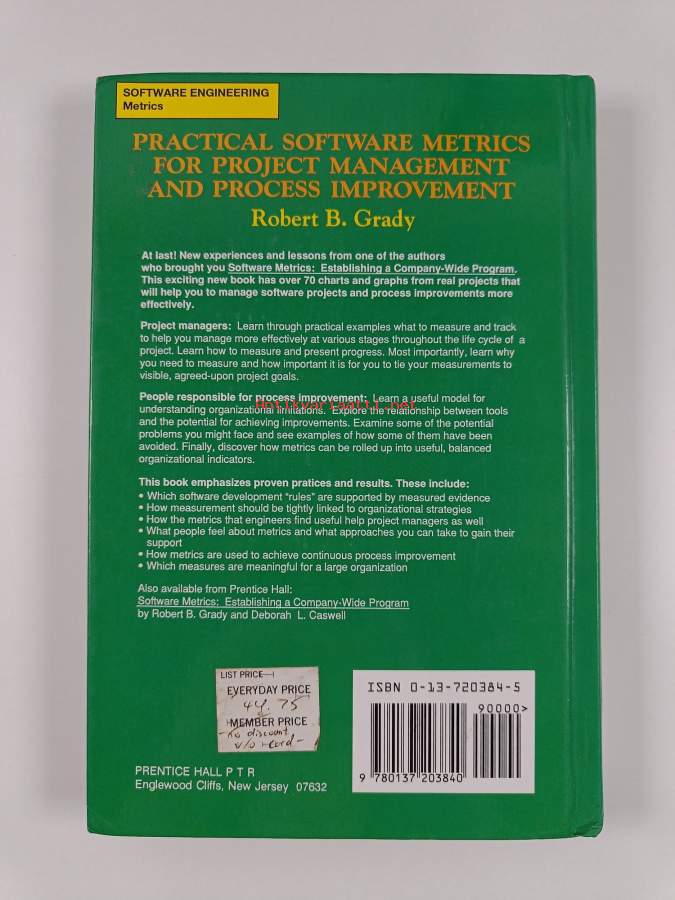 SOFTWARE ENGINEERING
Metrics
PRACTICAL SOFTWARE METRICS
FOR PROJECT MANAGEMENT
AND PROCESS IMPROVEMENT
Robert B. Grady
At last! New experiences and lessons from one of the authors
who brought you Software Metrics: Establishing a Company-Wide Program.
This exciting new book has over 70 charts and graphs from real projects that
will help you to manage software projects and process improvements more
effectively.
Project managers: Learn through practical examples what to measure and track
to help you manage more effectively at various stages throughout the life cycle of a
project. Learn how to measure and present progress. Most importantly, learn why
you need to measure and how important it is for you to tie your measurements to
visible, agreed-upon project goals.
People responsible for process improvement: Learn a useful model for
Antikvariaatti.net
understanding organizational limitations. Explore the relationship between tools
and the potential for achieving improvements. Examine some of the potential
problems you might face and see examples of how some of them have been
avoided. Finally, discover how metrics can be rolled up into useful, balanced
organizational indicators.
This book emphasizes proven pratices and results. These include:
• Which software development “rules” are supported by measured evidence
• How measurement should be tightly linked to organizational strategies
• How the metrics that engineers find useful help project managers as well
• What people feel about metrics and what approaches you can take to gain their
support
• How metrics are used to achieve continuous process improvement
• Which measures are meaningful for a large organization
Also available from Prentice Hall:
Software Metrics: Establishing a Company-Wide Program
by Robert B. Grady and Deborah L. Caswell
LIST PRICE
EVERYDAY PRICE
44.75
MEMBER PRICE
no discount
w/o card
ISBN 0-13-720384-5
90000>
9 780137 203840
PRENTICE HALL P T R
Englewood Cliffs, New Jersey 07632